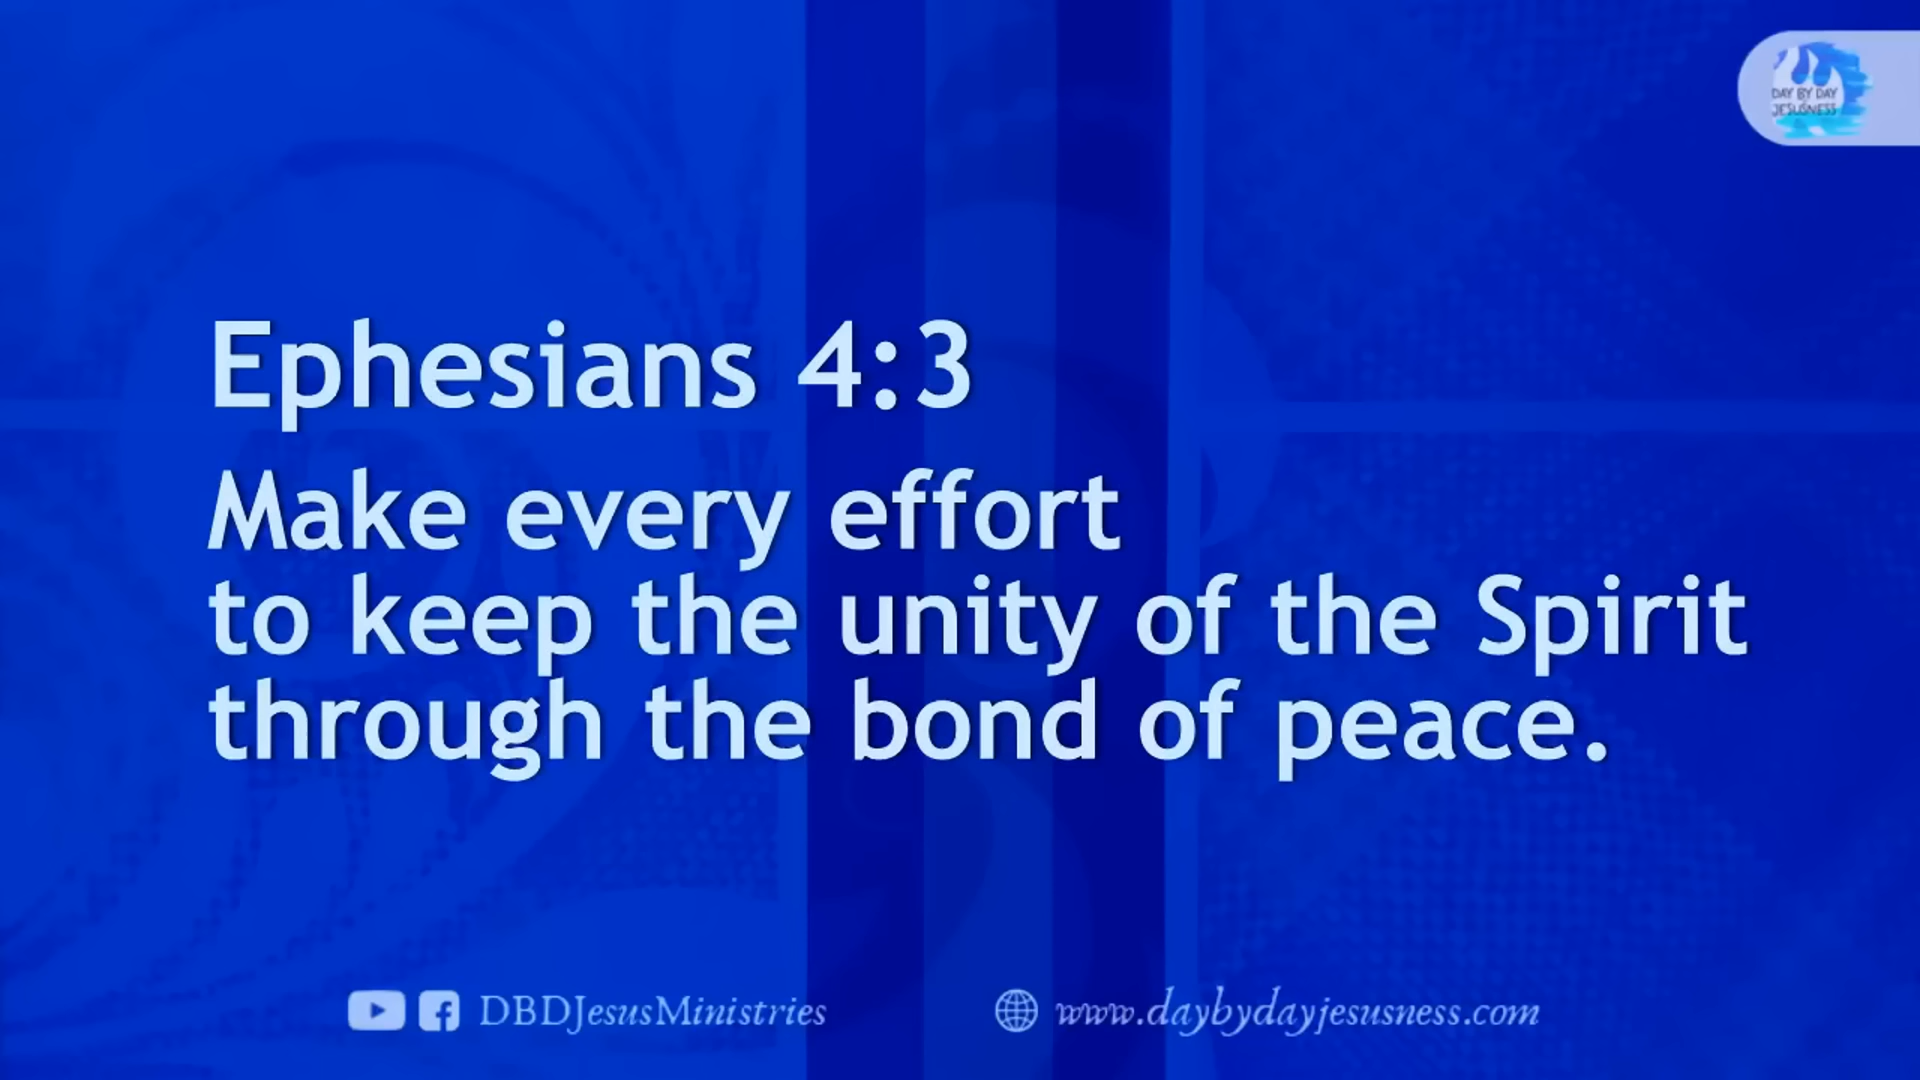 DAY BY DAY
JESUSNESS
Ephesians 4:3
Make every effort
to keep the unity of the Spirit
through the bond of peace.
DBDJesusMinistries
www.daybydayjesusness.com